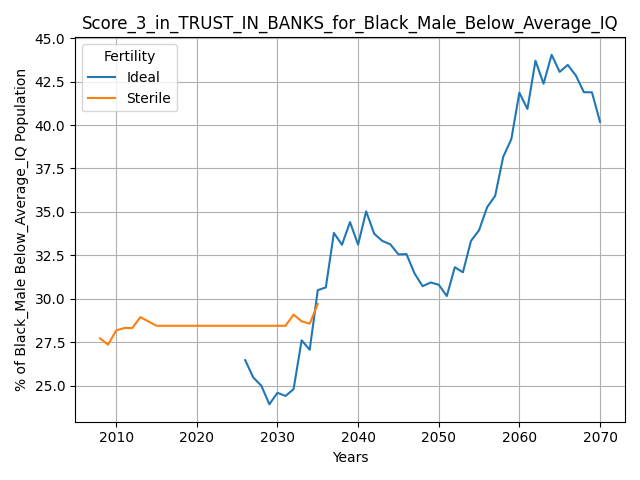 Score_3_in_TRUST_IN_BANKS_for_Black_Male_Below_Average_IQ
Fertility
Ideal
Sterile
45.0
42.5
40.0
37.5
35.0
32.5
30.0
27.5
25.0
% of Black_Male Below_Average_IQ Population
2010 2020 2030 2040 2050 2060 2070
Years